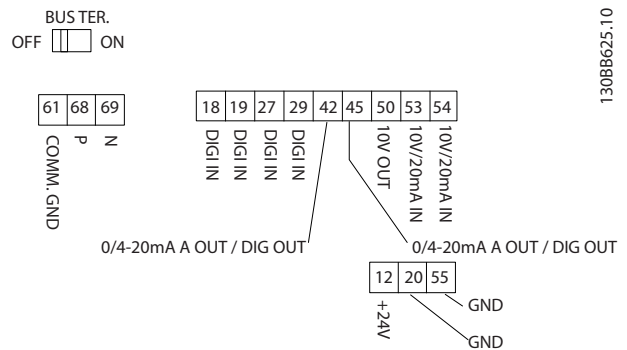 BUS TER.
OFF ON
130BB625.10
61 68 69
COMM. GND
P
N
18 19 27 29 42 45 50 53 54
DIGI IN
DIGI IN
DIGI IN
DIGI IN
10V OUT
10V/20mA IN
10V/20mA IN
0/4-20mA A OUT / DIG OUT
0/4-20mA A OUT / DIG OUT
12 20 55
+24V
GND
GND